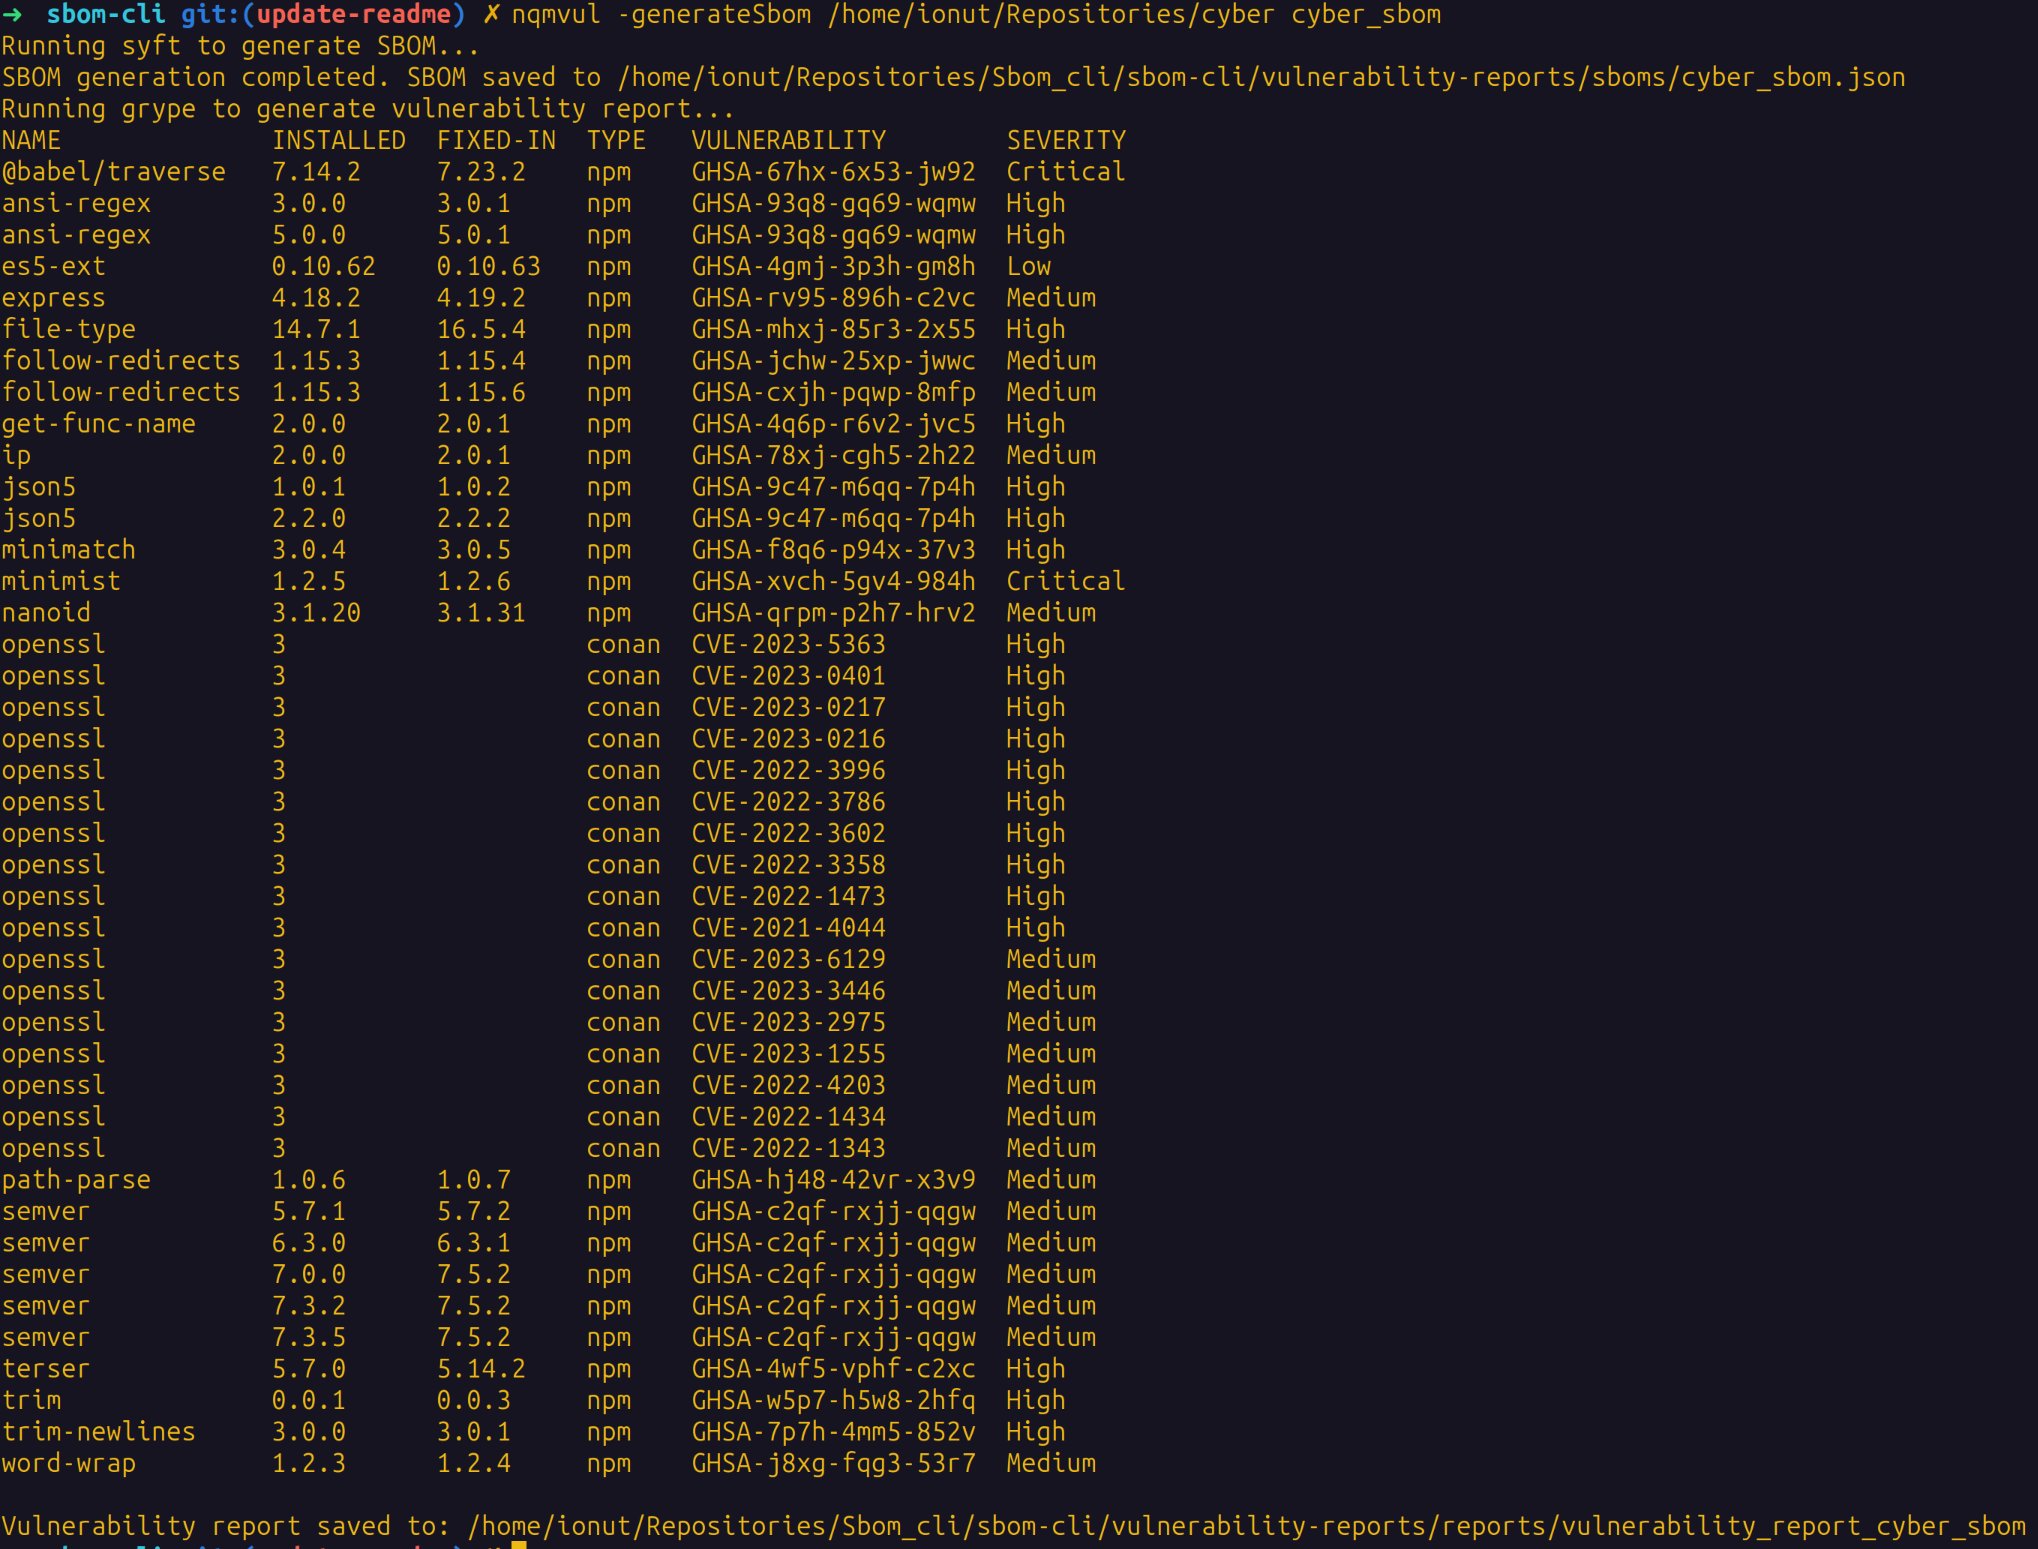 ➜  sbom-cli git:(update-readme) ✗ nqmvul -generateSbom /home/ionut/Repositories/cyber cyber_sbom
Running syft to generate SBOM...
SBOM generation completed. SBOM saved to /home/ionut/Repositories/Sbom_cli/sbom-cli/vulnerability-reports/sboms/cyber_sbom.json
Running grype to generate vulnerability report...
NAME              INSTALLED  FIXED-IN  TYPE   VULNERABILITY        SEVERITY
@babel/traverse   7.14.2     7.23.2    npm    GHSA-67hx-6x53-jw92  Critical
ansi-regex        3.0.0      3.0.1     npm    GHSA-93q8-gq69-wqmw  High
ansi-regex        5.0.0      5.0.1     npm    GHSA-93q8-gq69-wqmw  High
es5-ext           0.10.62    0.10.63   npm    GHSA-4gmj-3p3h-gm8h  Low
express           4.18.2     4.19.2    npm    GHSA-rv95-896h-c2vc  Medium
file-type         14.7.1     16.5.4    npm    GHSA-mhxj-85r3-2x55  High
follow-redirects  1.15.3     1.15.4    npm    GHSA-jchw-25xp-jwwc  Medium
follow-redirects  1.15.3     1.15.6    npm    GHSA-cxjh-pqwp-8mfp  Medium
get-func-name     2.0.0      2.0.1     npm    GHSA-4q6p-r6v2-jvc5  High
ip                2.0.0      2.0.1     npm    GHSA-78xj-cgh5-2h22  Medium
json5             1.0.1      1.0.2     npm    GHSA-9c47-m6qq-7p4h  High
json5             2.2.0      2.2.2     npm    GHSA-9c47-m6qq-7p4h  High
minimatch         3.0.4      3.0.5     npm    GHSA-f8q6-p94x-37v3  High
minimist          1.2.5      1.2.6     npm    GHSA-xvch-5gv4-984h  Critical
nanoid            3.1.20     3.1.31    npm    GHSA-qrpm-p2h7-hrv2  Medium
openssl           3                    conan  CVE-2023-5363        High
openssl           3                    conan  CVE-2023-0401        High
openssl           3                    conan  CVE-2023-0217        High
openssl           3                    conan  CVE-2023-0216        High
openssl           3                    conan  CVE-2022-3996        High
openssl           3                    conan  CVE-2022-3786        High
openssl           3                    conan  CVE-2022-3602        High
openssl           3                    conan  CVE-2022-3358        High
openssl           3                    conan  CVE-2022-1473        High
openssl           3                    conan  CVE-2021-4044        High
openssl           3                    conan  CVE-2023-6129        Medium
openssl           3                    conan  CVE-2023-3446        Medium
openssl           3                    conan  CVE-2023-2975        Medium
openssl           3                    conan  CVE-2023-1255        Medium
openssl           3                    conan  CVE-2022-4203        Medium
openssl           3                    conan  CVE-2022-1434        Medium
openssl           3                    conan  CVE-2022-1343        Medium
path-parse        1.0.6      1.0.7     npm    GHSA-hj48-42vr-x3v9  Medium
semver            5.7.1      5.7.2     npm    GHSA-c2qf-rxjj-qqgw  Medium
semver            6.3.0      6.3.1     npm    GHSA-c2qf-rxjj-qqgw  Medium
semver            7.0.0      7.5.2     npm    GHSA-c2qf-rxjj-qqgw  Medium
semver            7.3.2      7.5.2     npm    GHSA-c2qf-rxjj-qqgw  Medium
semver            7.3.5      7.5.2     npm    GHSA-c2qf-rxjj-qqgw  Medium
terser            5.7.0      5.14.2    npm    GHSA-4wf5-vphf-c2xc  High
trim              0.0.1      0.0.3     npm    GHSA-w5p7-h5w8-2hfq  High
trim-newlines     3.0.0      3.0.1     npm    GHSA-7p7h-4mm5-852v  High
word-wrap         1.2.3      1.2.4     npm    GHSA-j8xg-fqg3-53r7  Medium
Vulnerability report saved to: /home/ionut/Repositories/Sbom_cli/sbom-cli/vulnerability-reports/reports/vulnerability_report_cyber_sbom